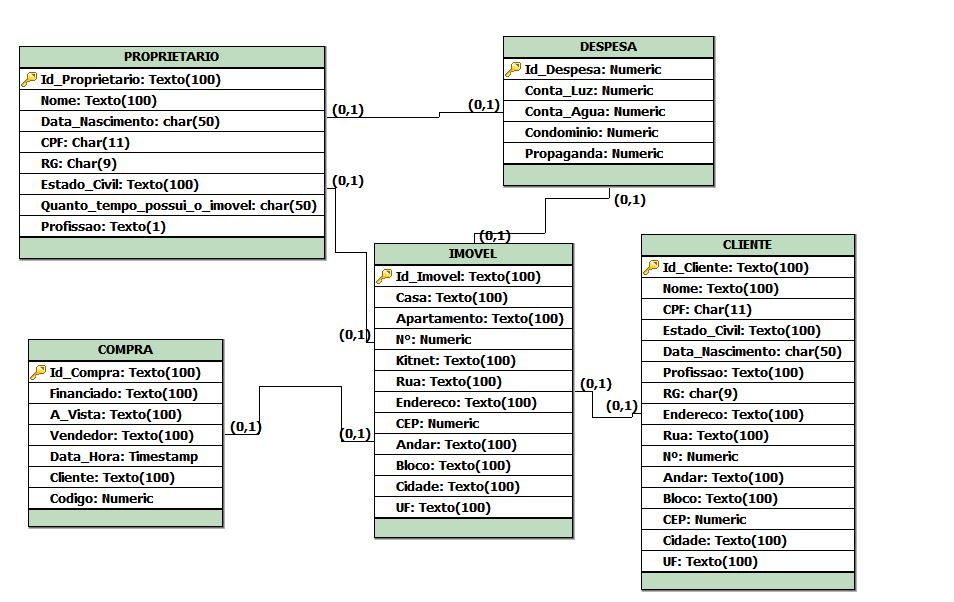 PROPRIETARIO
Id_Proprietario: Texto(100)
Nome: Texto(100)
Data_Nascimento: char(50)
CPF: Char(11)
RG: Char(9)
Estado_Civil: Texto(100)
Quanto_tempo_possui_o_imovel: char(50)
Profissao: Texto(1)
(0,1)
(0,1)
(0,1)
(0,1)
DESPESA
Id_Despesa: Numeric
Conta_Luz: Numeric
Conta_Agua: Numeric
Condominio: Numeric
Propaganda: Numeric
(0,1)
(0,1)
IMOVEL
Id_Imovel: Texto(100)
Casa: Texto(100)
Apartamento: Texto(100)
Nº: Numeric
Kitnet: Texto(100)
Rua: Texto(100)
Endereco: Texto(100)
CEP: Numeric
Andar: Texto(100)
Bloco: Texto(100)
Cidade: Texto(100)
UF: Texto(100)
(0,1)
(0,1)
CLIENTE
Id_Cliente: Texto(100)
Nome: Texto(100)
CPF: Char(11)
Estado_Civil: Texto(100)
Data_Nascimento: char(50)
Profissao: Texto(100)
RG: char(9)
Endereco: Texto(100)
Rua: Texto(100)
Nº: Numeric
Andar: Texto(100)
Bloco: Texto(100)
CEP: Numeric
Cidade: Texto(100)
UF: Texto(100)
COMPRA
Id_Compra: Texto(100)
Financiado: Texto(100)
A_Vista: Texto(100)
Vendedor: Texto(100)
Data_Hora: Timestamp
Cliente: Texto(100)
Codigo: Numeric
(0,1)
(0,1)